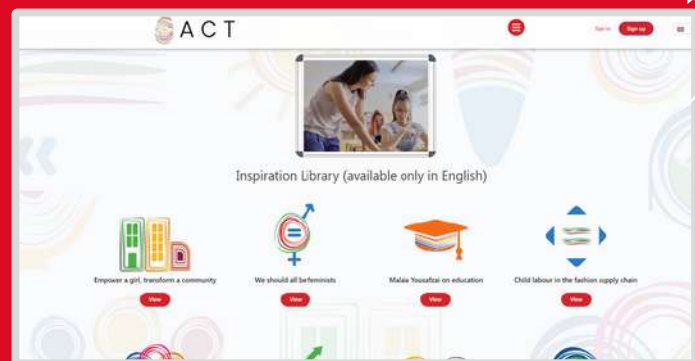 ACT
Sign in
Sign up
Inspiration Library (available only in English)
Empower a girl, transform a community
We should all befeminists
Malala Yousafzai on education
Child labour in the fashion supply chain
View
View
View
View